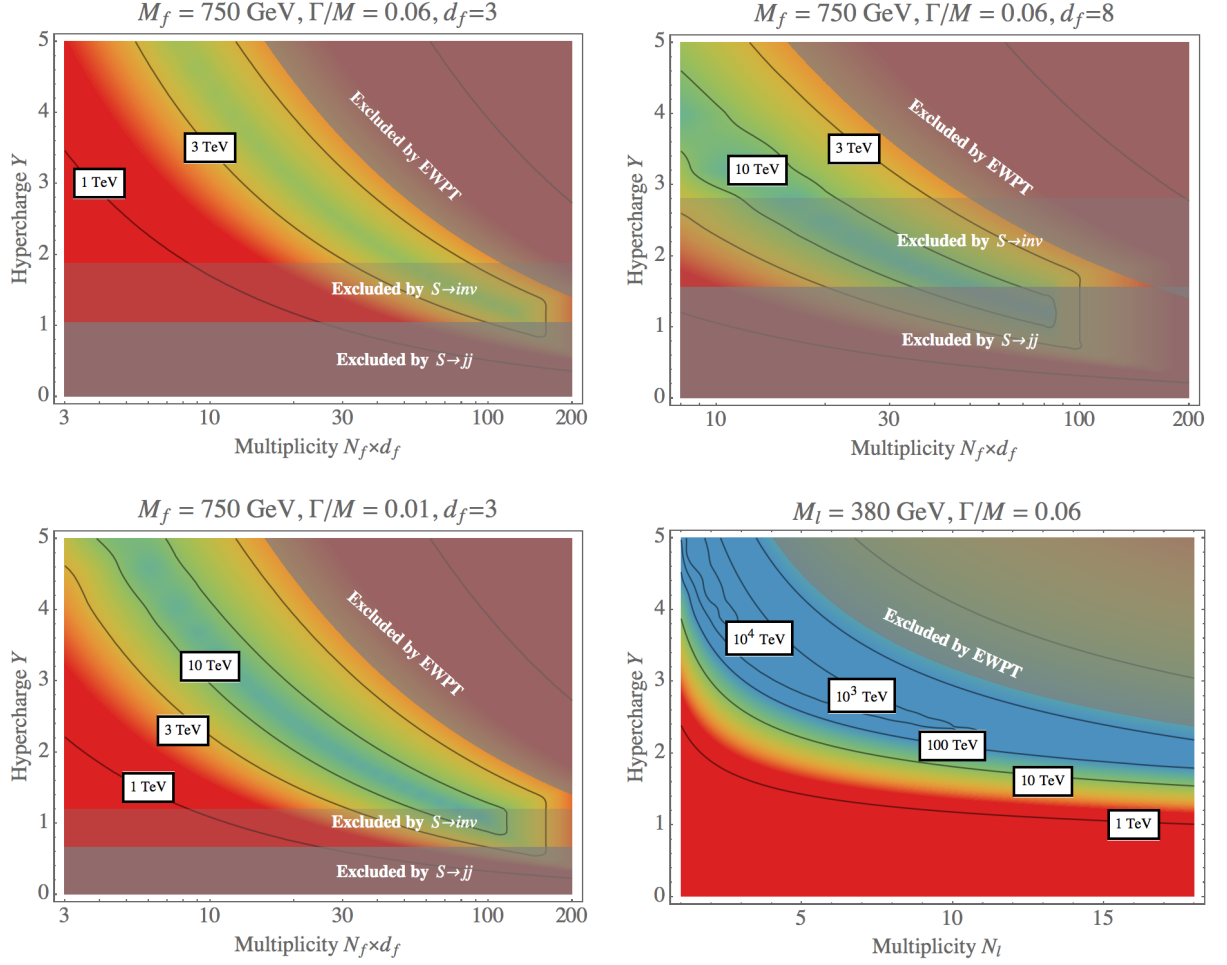 M_f = 750 GeV, Γ/M = 0.06, d_f=3
5
4
3
2
1
0
Hypercharge Y
3 TeV
1 TeV
Excluded by EWPT
Excluded by S→inv
Excluded by S→jj
3
10
30
100
200
Multiplicity N_f×d_f
M_f = 750 GeV, Γ/M = 0.06, d_f=8
5
4
3
2
1
0
Hypercharge Y
3 TeV
10 TeV
Excluded by EWPT
Excluded by S→inv
Excluded by S→jj
10
30
100
200
Multiplicity N_f×d_f
M_f = 750 GeV, Γ/M = 0.01, d_f=3
5
4
3
2
1
0
Hypercharge Y
10 TeV
3 TeV
1 TeV
Excluded by EWPT
Excluded by S→inv
Excluded by S→jj
3
10
30
100
200
Multiplicity N_f×d_f
M_l = 380 GeV, Γ/M = 0.06
5
4
3
2
1
0
Hypercharge Y
Excluded by EWPT
10⁴ TeV
10³ TeV
100 TeV
10 TeV
1 TeV
5
10
15
Multiplicity N_l